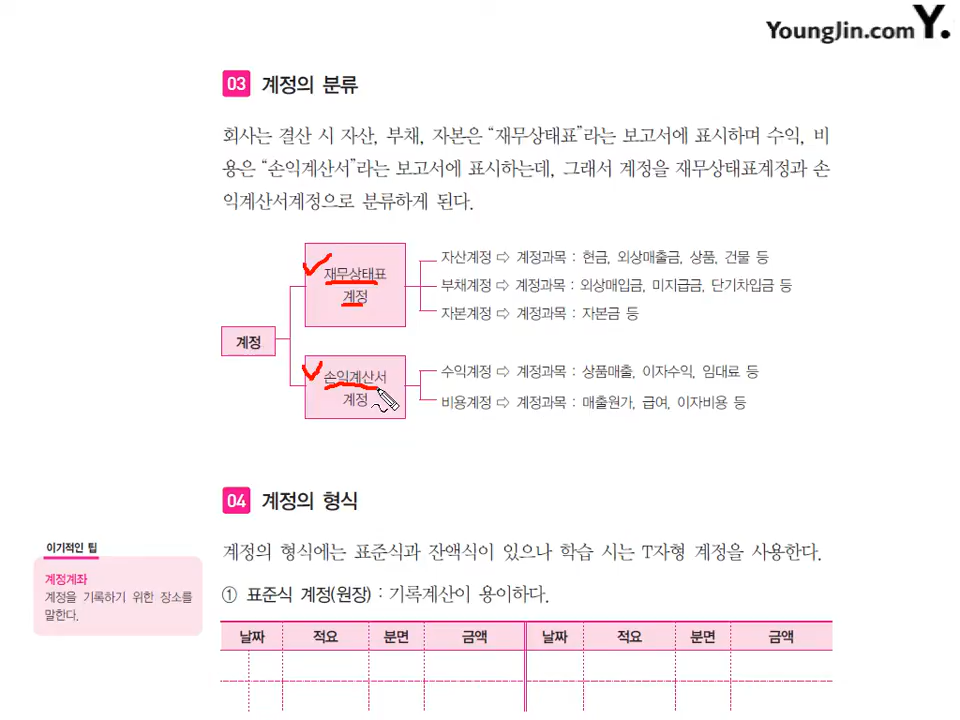 YoungJin.com Y.
03 계정의 분류
회사는 결산 시 자산, 부채, 자본은 “재무상태표”라는 보고서에 표시하며 수익, 비
용은 “손익계산서”라는 보고서에 표시하는데, 그래서 계정을 재무상태표계정과 손
익계산서계정으로 분류하게 된다.
계정
재무상태표
계정
자산계정 ⇨ 계정과목 : 현금, 외상매출금, 상품, 건물 등
부채계정 ⇨ 계정과목 : 외상매입금, 미지급금, 단기차입금 등
자본계정 ⇨ 계정과목 : 자본금 등
손익계산서
계정
수익계정 ⇨ 계정과목 : 상품매출, 이자수익, 임대료 등
비용계정 ⇨ 계정과목 : 매출원가, 급여, 이자비용 등
04 계정의 형식
이기적인 팁
계정계좌
계정을 기록하기 위한 장소를
말한다.
계정의 형식에는 표준식과 잔액식이 있으나 학습 시는 T자형 계정을 사용한다.
① 표준식 계정(원장) : 기록계산이 용이하다.
날짜 적요 분면 금액 날짜 적요 분면 금액